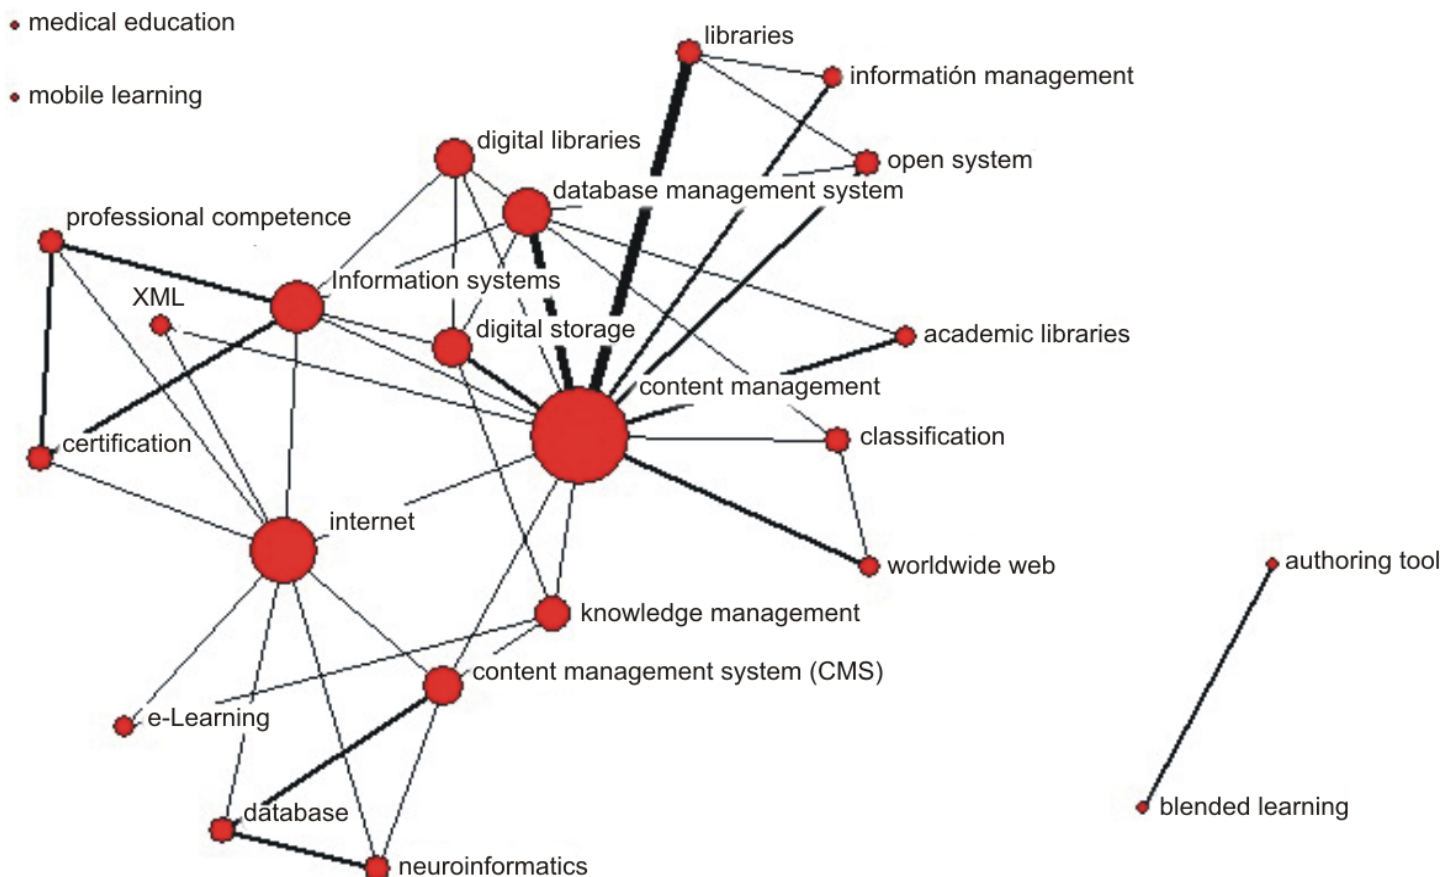 medical education
libraries
informatión management
mobile learning
digital libraries
open system
database management system
professional competence
Information systems
XML
digital storage
academic libraries
content management
certification
classification
internet
worldwide web
authoring tool
knowledge management
content management system (CMS)
e-Learning
database
blended learning
neuroinformatics